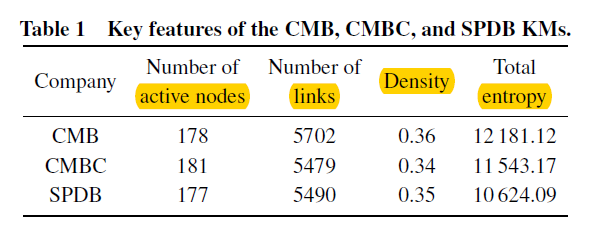 Table 1 Key features of the CMB, CMBC, and SPDB KMs.
Company Number of active nodes Number of links Density Total entropy
CMB 178 5702 0.36 12 181.12
CMBC 181 5479 0.34 11 543.17
SPDB 177 5490 0.35 10 624.09